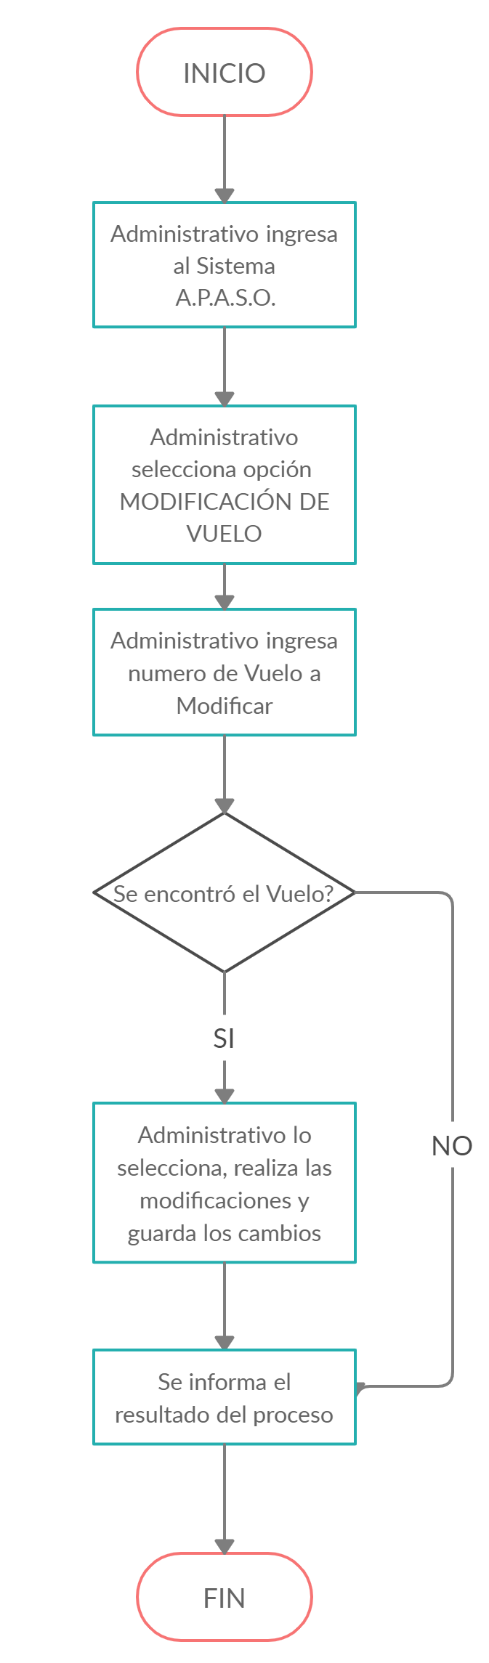 INICIO
Administrativo ingresa
al Sistema
A.P.A.S.O.
Administrativo
selecciona opción
MODIFICACIÓN DE
VUELO
Administrativo ingresa
numero de Vuelo a
Modificar
Se encontró el Vuelo?
SI
Administrativo lo
selecciona, realiza las
modificaciones y
guarda los cambios
NO
Se informa el
resultado del proceso
FIN